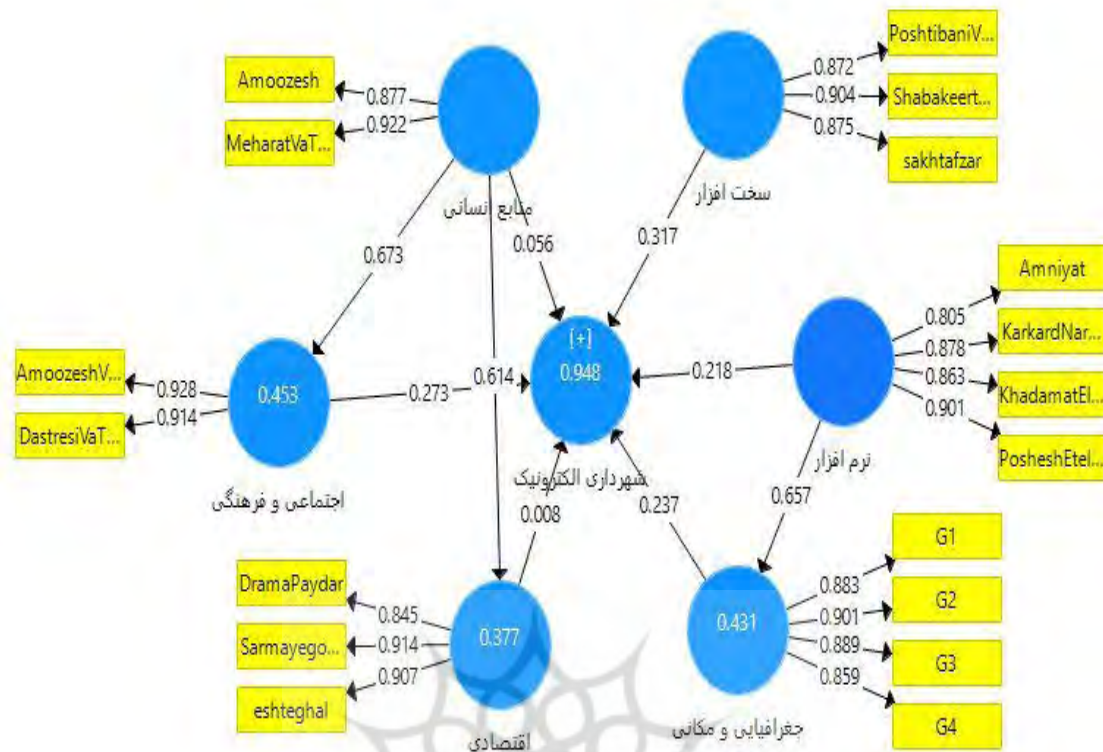 Amoozesh
MeharatVaT...
0.877
0.922
منابع انسانی
PoshtibaniV...
Shabakeert...
sakhtafzar
0.872
0.904
0.875
سخت افزار
0.673
0.056
0.317
0.614
Amniyat
KarkardNar...
KhadamatEl...
PosheshEtel...
0.805
0.878
0.863
0.901
نرم افزار
AmoozeshV...
DastresiVaT...
0.928
0.914
0.453
اجتماعی و فرهنگی
0.273
[+]
0.948
شهرداری الکترونیک
0.218
0.008
0.237
0.657
DramaPaydar
Sarmayego...
eshteghal
0.845
0.914
0.907
0.377
اقتصادی
0.431
جغرافیایی و مکانی
0.883
0.901
0.889
0.859
G1
G2
G3
G4